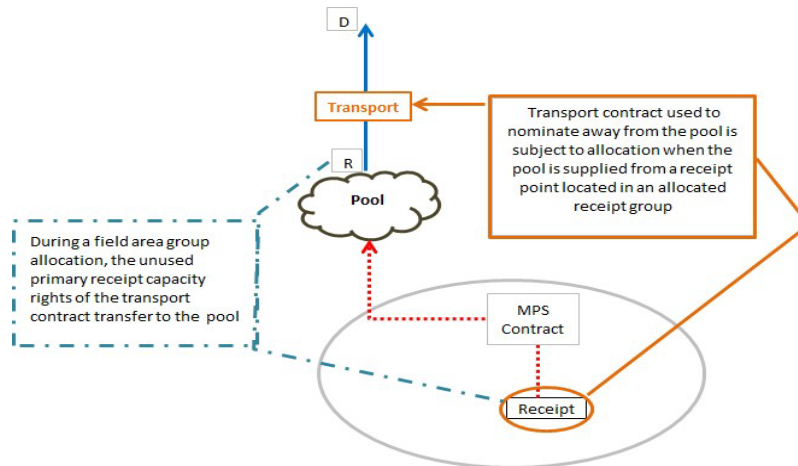 D
Transport
Transport contract used to
nominate away from the pool is
subject to allocation when the
pool is supplied from a receipt
point located in an allocated
receipt group
R
Pool
During a field area group
allocation, the unused
primary receipt capacity
rights of the transport
contract transfer to the pool
MPS
Contract
Receipt